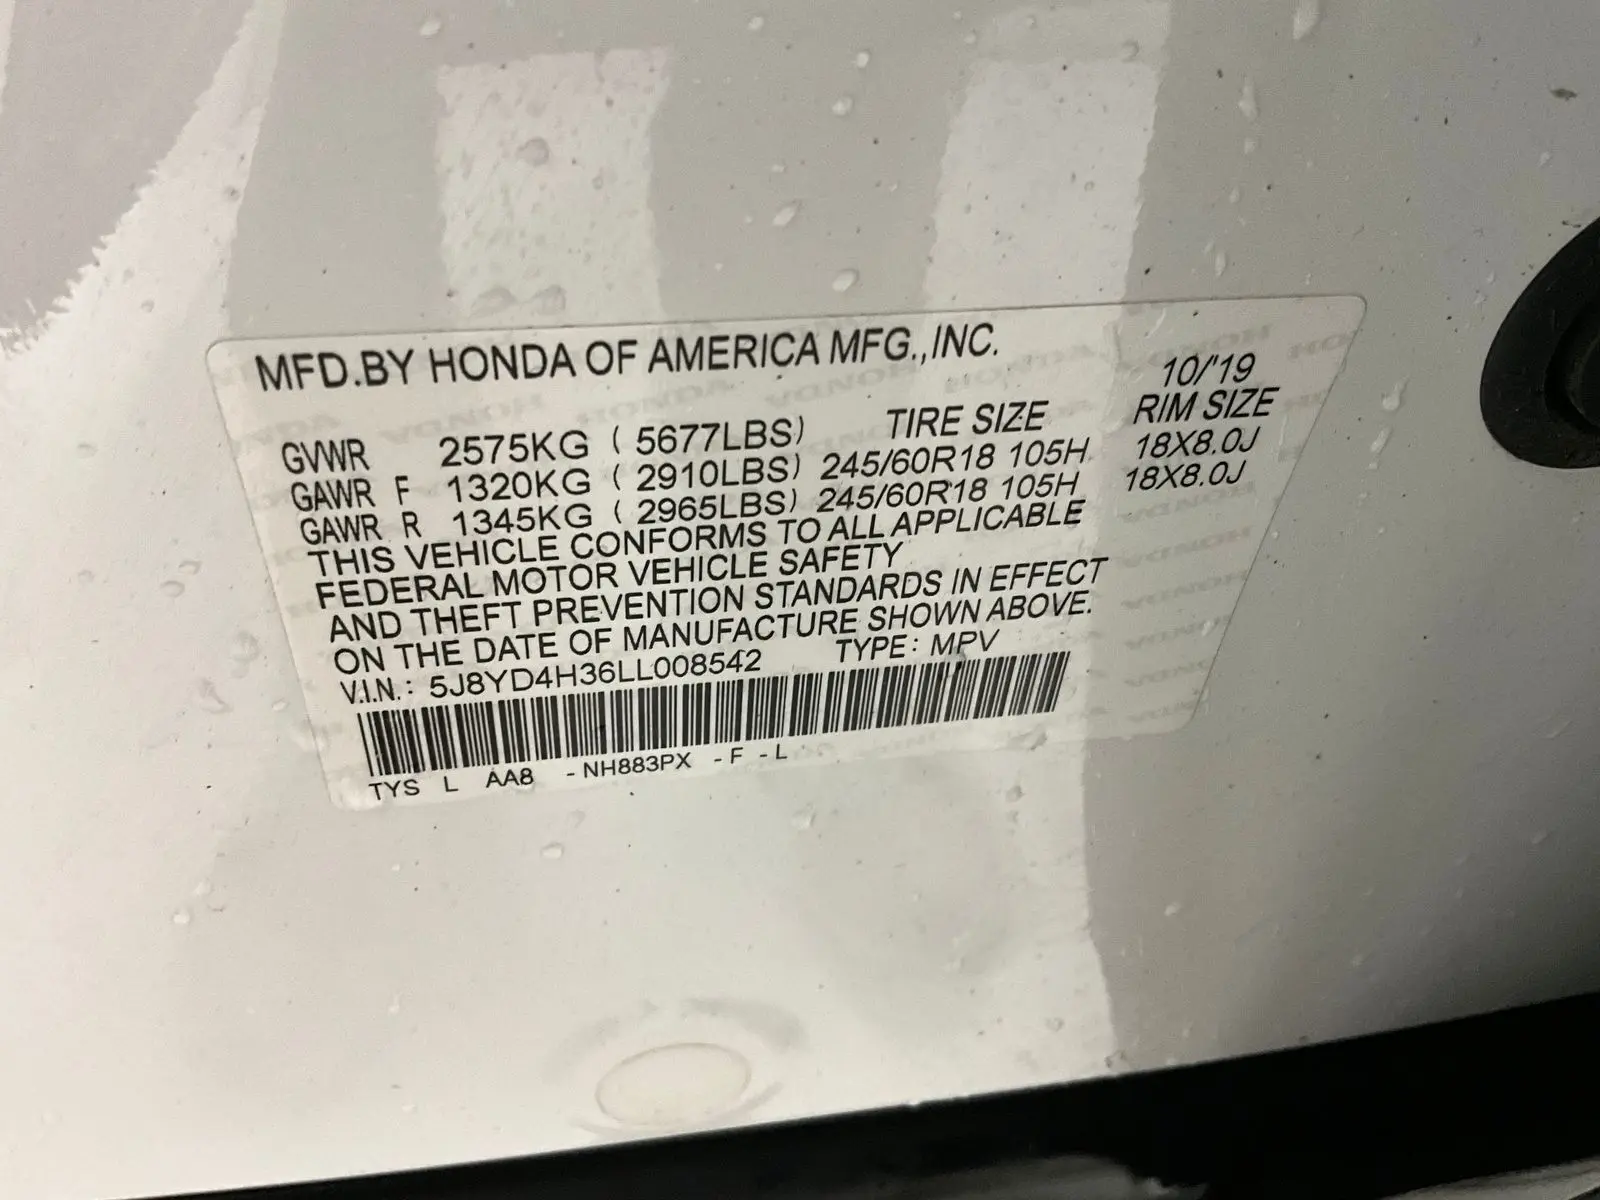 MFD.BY HONDA OF AMERICA MFG.,INC.
10/'19
TIRE SIZE RIM SIZE
GVWR 2575KG ( 5677LBS)
GAWR F 1320KG ( 2910LBS) 245/60R18 105H 18X8.0J
GAWR R 1345KG ( 2965LBS) 245/60R18 105H 18X8.0J
THIS VEHICLE CONFORMS TO ALL APPLICABLE
FEDERAL MOTOR VEHICLE SAFETY
AND THEFT PREVENTION STANDARDS IN EFFECT
ON THE DATE OF MANUFACTURE SHOWN ABOVE.
V.I.N.: 5J8YD4H36LL008542 TYPE: MPV
TYS L AA8 - NH883PX - F - L